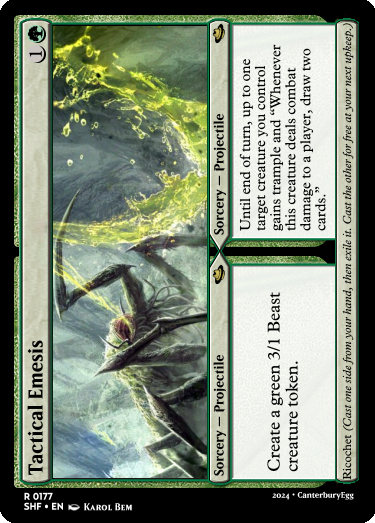 Tactical Emesis
Sorcery — Projectile
Create a green 3/1 Beast
creature token.
Sorcery — Projectile
Until end of turn, up to one
target creature you control
gains trample and “Whenever
this creature deals combat
damage to a player, draw two
cards.”
Ricochet (Cast one side from your hand, then exile it. Cast the other for free at your next upkeep.)
R 0177
SHF • EN KAROL BEM
2024 • CanterburyEgg